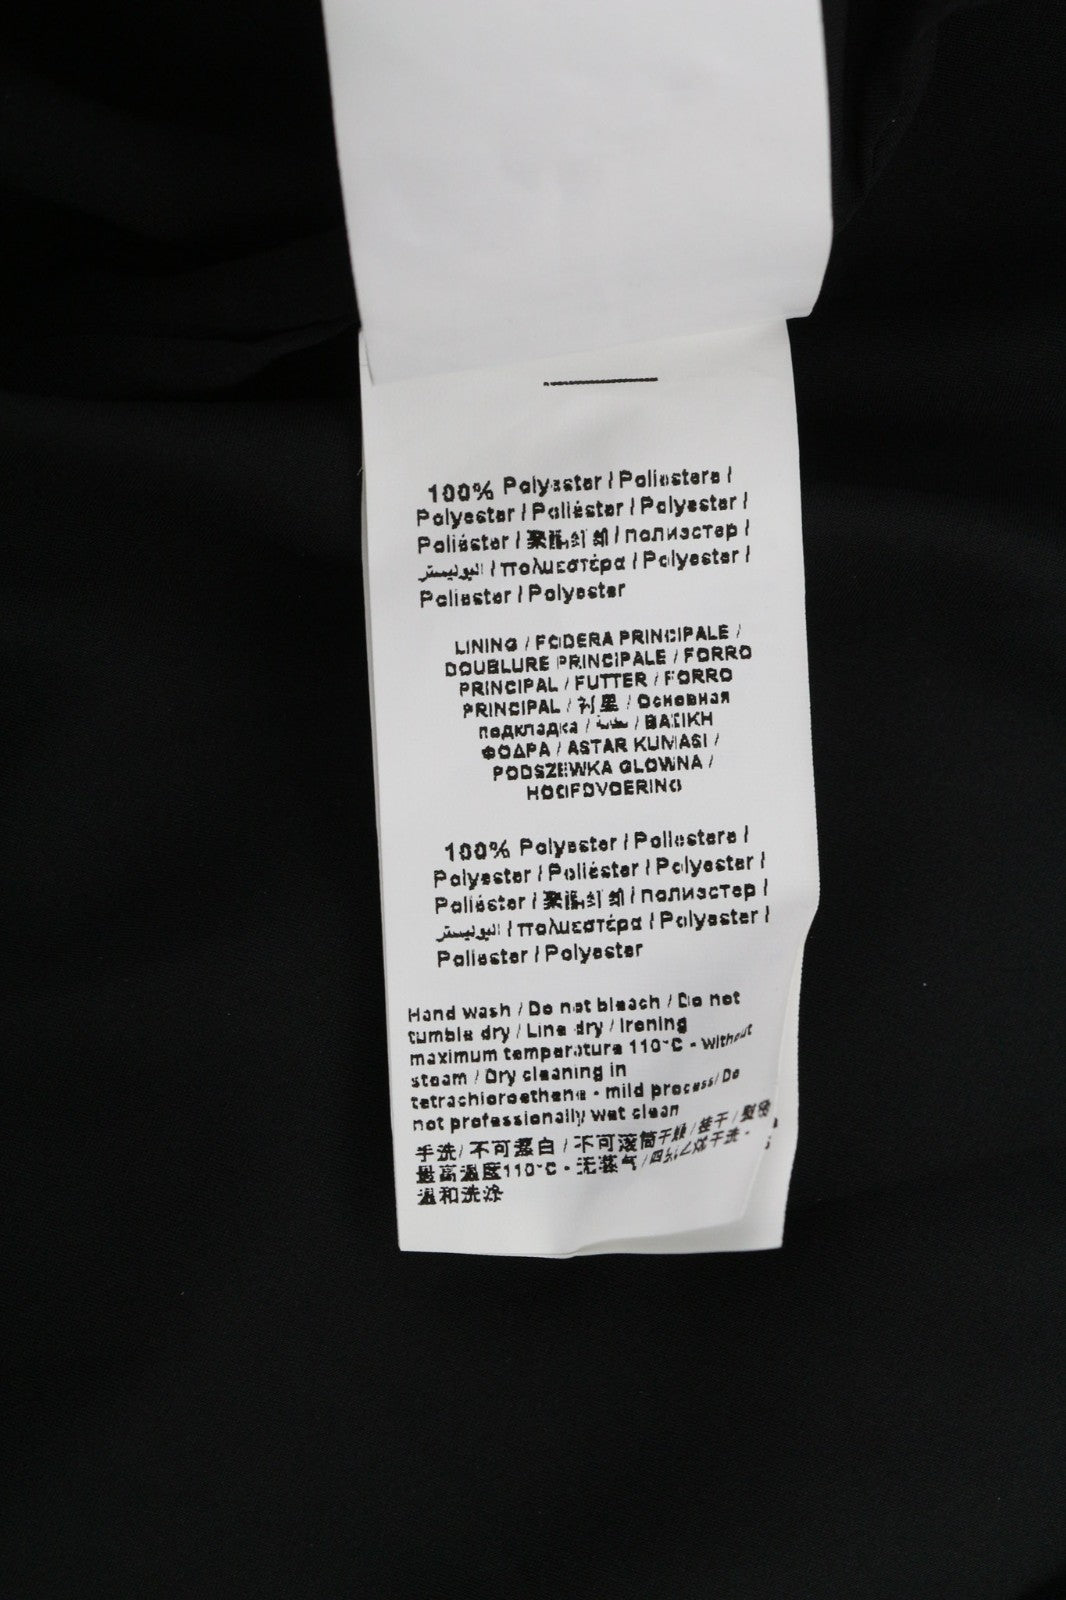 100% Polyester / Poliestere /
Polyester / Poliéster / Polyester /
Poliéster / 聚酯纤维 / полиэстер /
البوليستر / πολυεστέρα / Polyester /
Poliester / Polyester
LINING / FODERA PRINCIPALE /
DOUBLURE PRINCIPALE / FORRO
PRINCIPAL / FUTTER / FORRO
PRINCIPAL / 衬里 / Основная
подкладка / بطانة / ΒΑΣΙΚΗ
ΦΟΔΡΑ / ASTAR KUMASI /
PODSZEWKA GLOWNA /
HOOFDVOERING
100% Polyester / Poliestere /
Polyester / Poliéster / Polyester /
Poliéster / 聚酯纤维 / полиэстер /
البوليستر / πολυεστέρα / Polyester /
Poliester / Polyester
Hand wash / Do not bleach / Do not
tumble dry / Line dry / Ironing
maximum temperature 110°C - without
steam / Dry cleaning in
tetrachloroethene - mild process / Do
not professionally wet clean
手洗 / 不可漂白 / 不可滚筒干燥 / 挂干 / 熨烫
最高温度110°C - 无蒸气 / 四氯乙烯干洗 -
温和洗涤